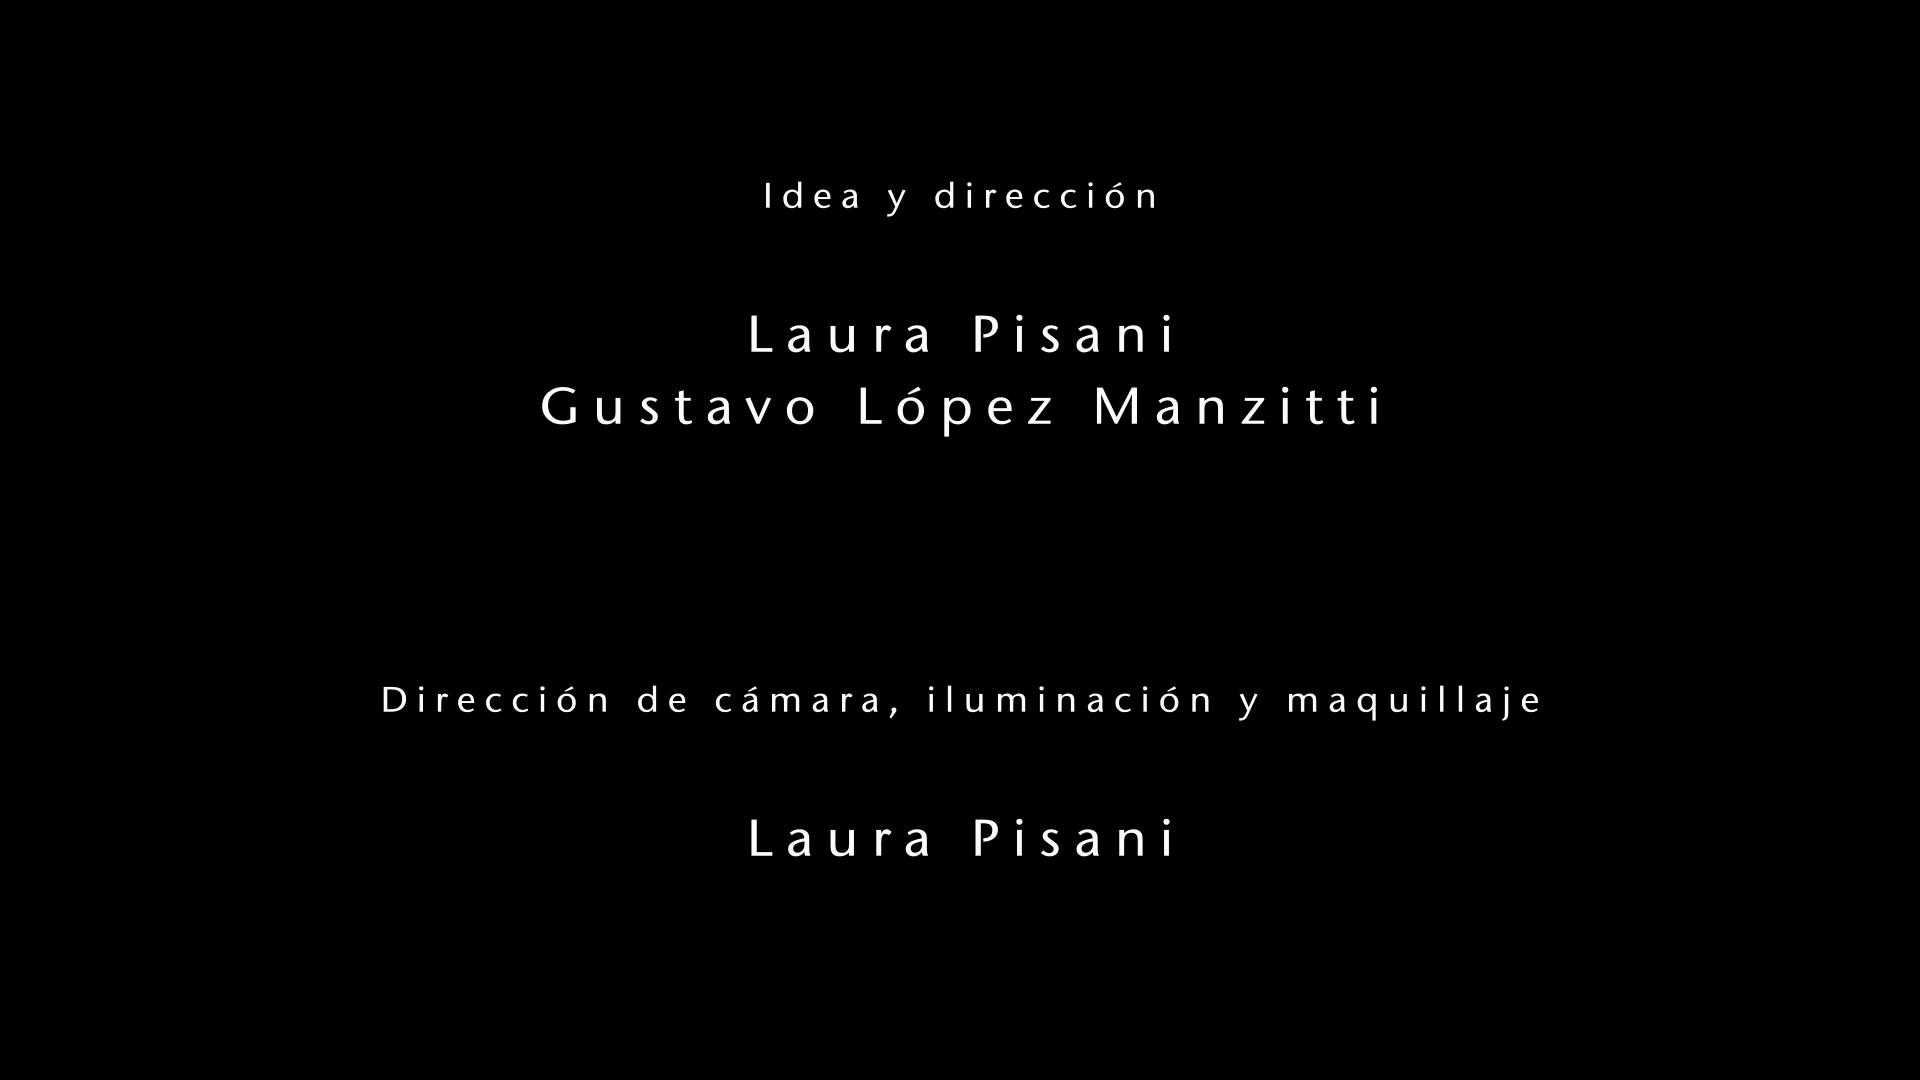 Idea y dirección
Laura Pisani
Gustavo López Manzitti
Dirección de cámara, iluminación y maquillaje
Laura Pisani